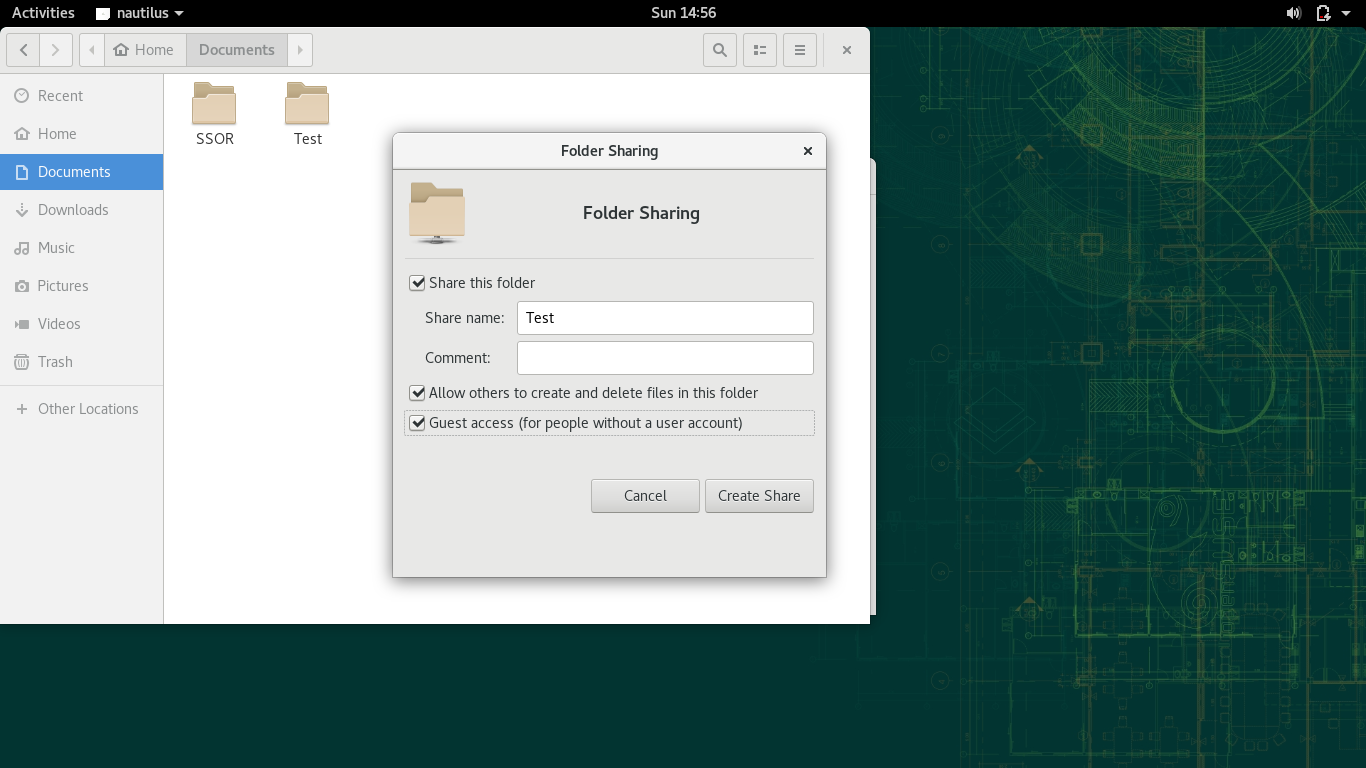 Activities nautilus Sun 14:56
Home Documents
Recent
Home
Documents
Downloads
Music
Pictures
Videos
Trash
Other Locations
SSOR Test
Folder Sharing
Folder Sharing
Share this folder
Share name: Test
Comment:
Allow others to create and delete files in this folder
Guest access (for people without a user account)
Cancel Create Share